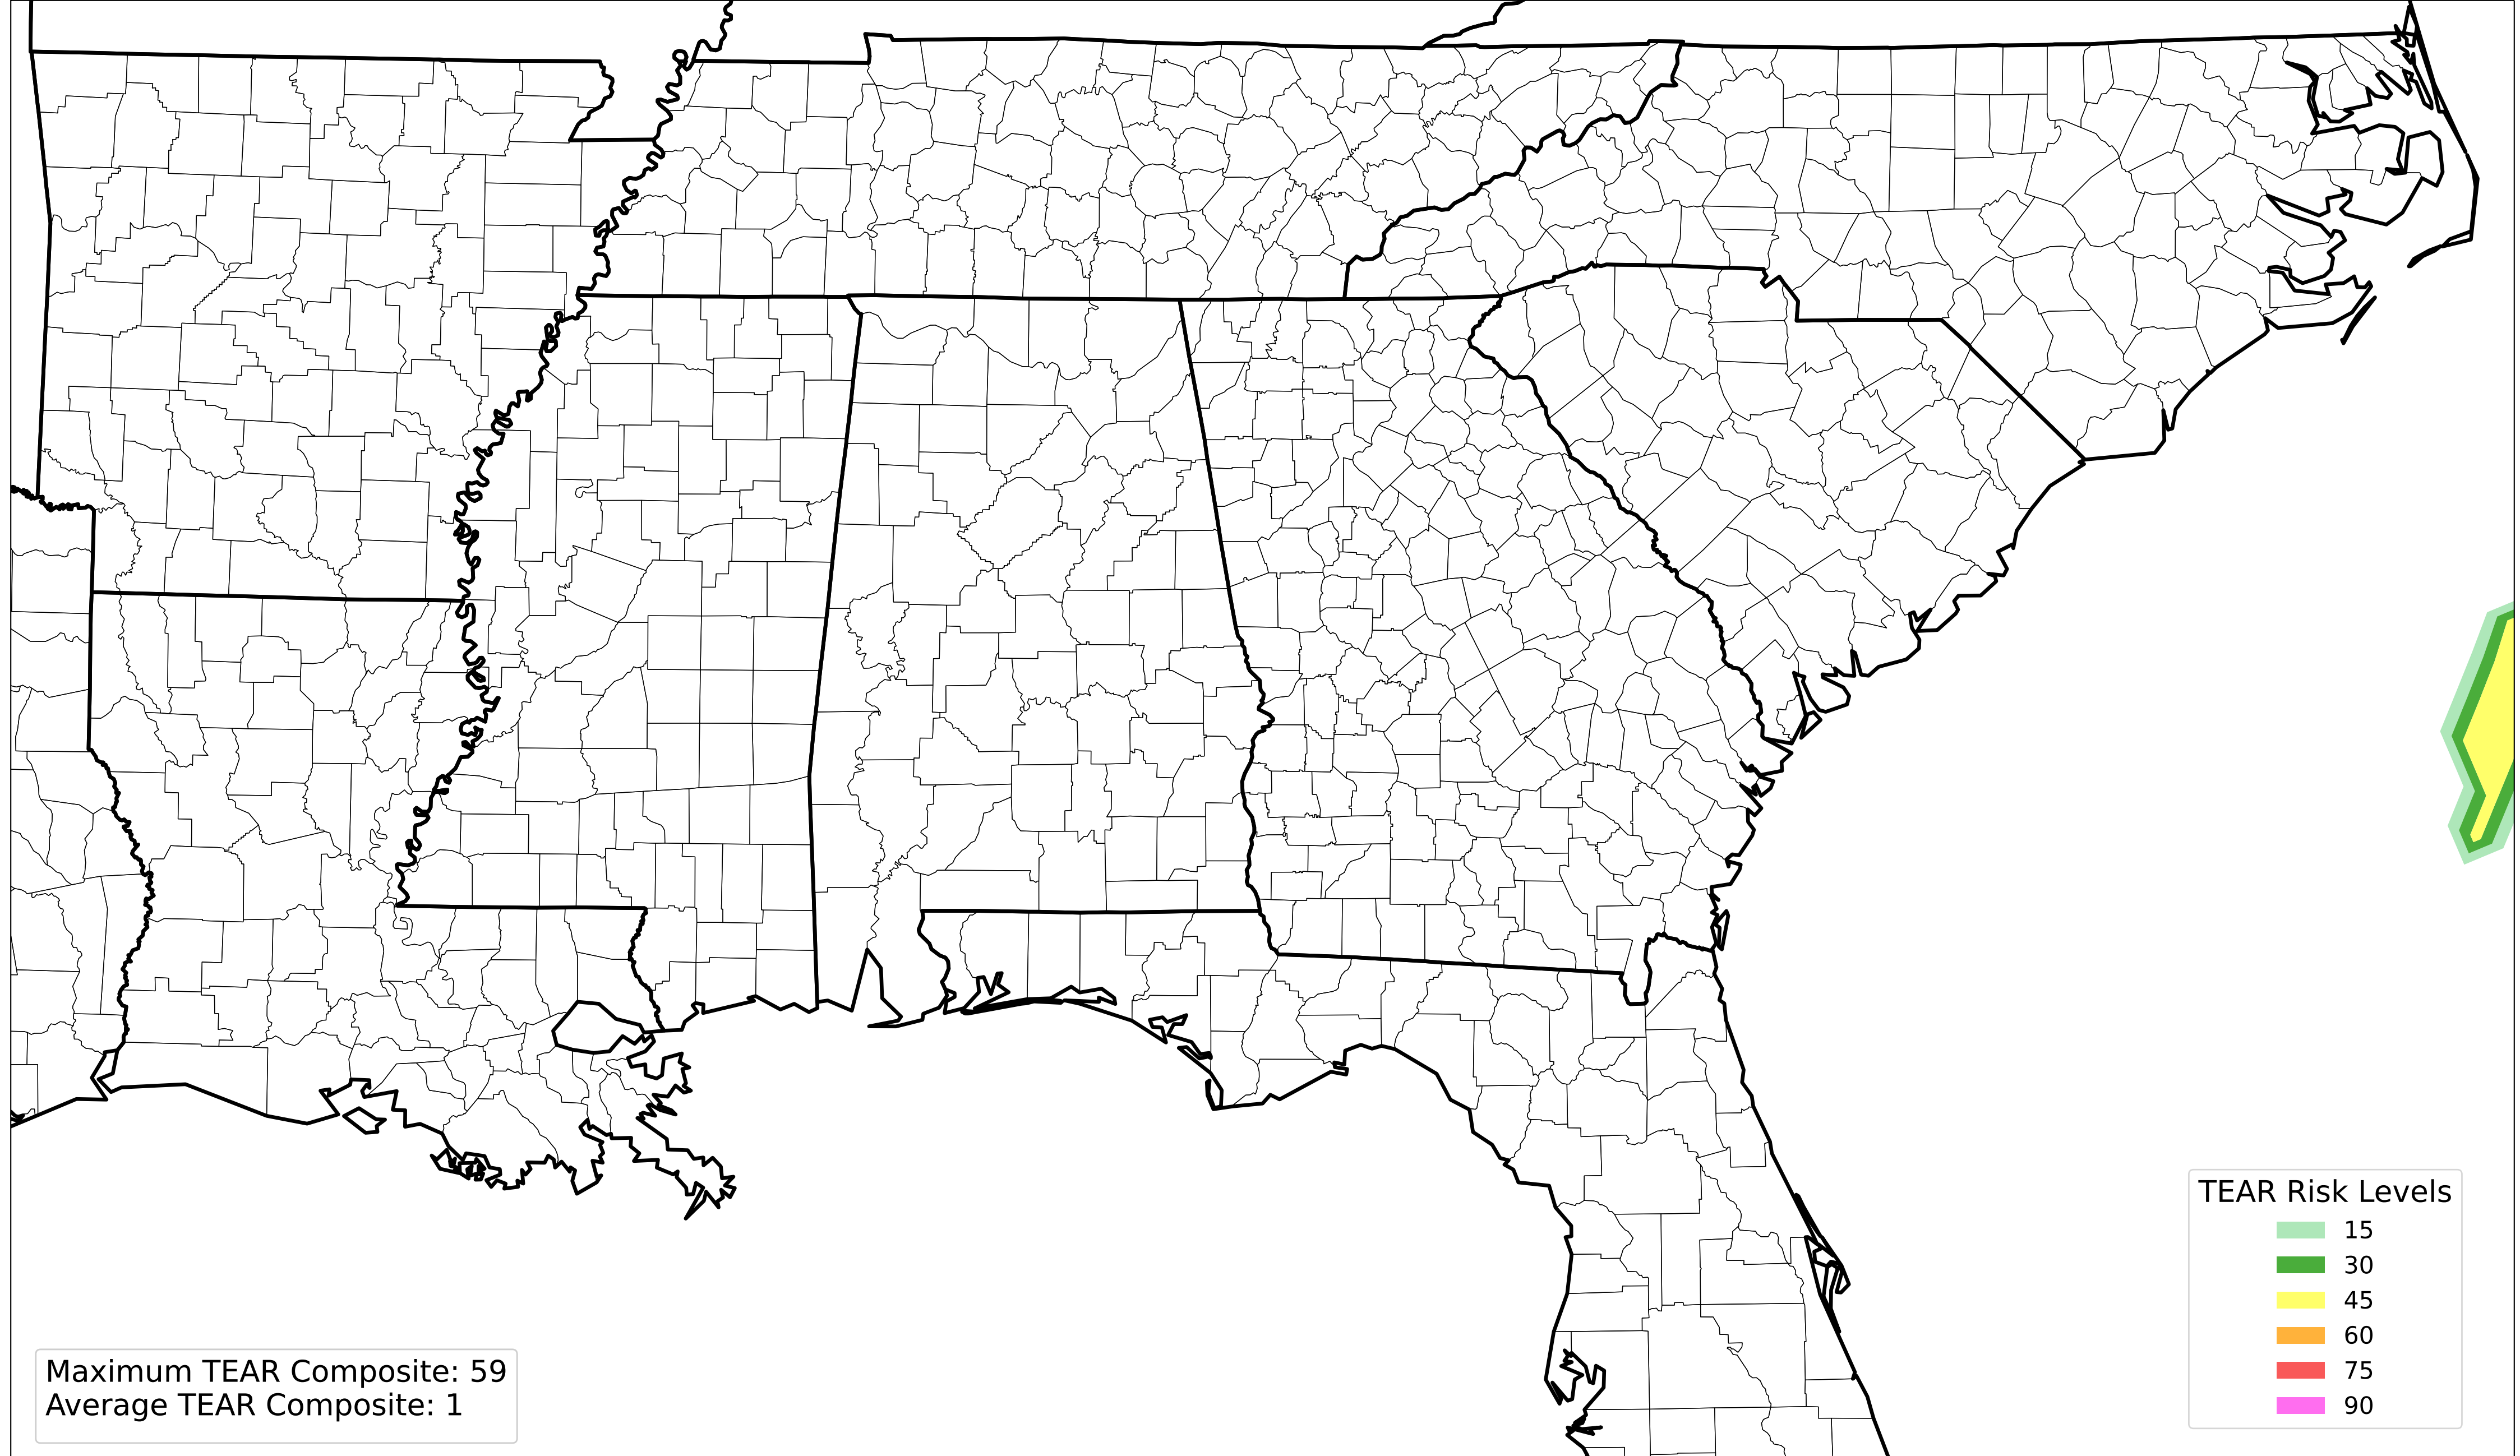 TEAR Risk Levels
15
30
45
60
75
90
Maximum TEAR Composite: 59
Average TEAR Composite: 1